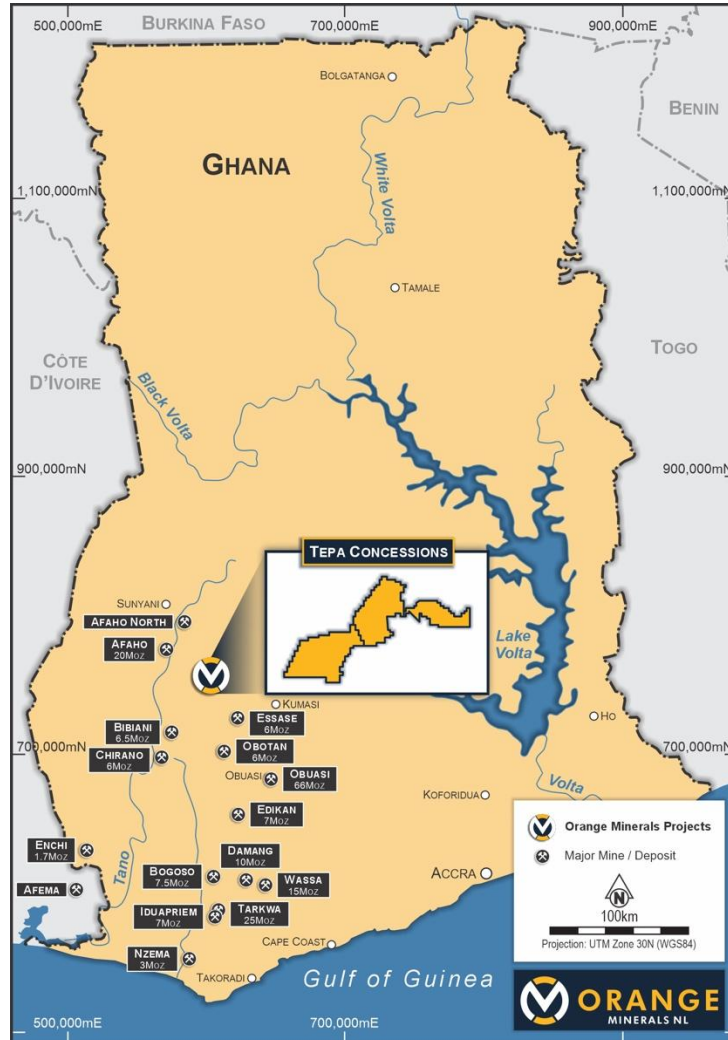 500,000mE
700,000mE
900,000mE
BURKINA FASO
BOLGATANGA
BENIN
GHANA
White Volta
1,100,000mN
1,100,000mN
TAMALE
TOGO
CÔTE
D'IVOIRE
Black Volta
900,000mN
900,000mN
TEPA CONCESSIONS
SUNYANI
AFAHO NORTH
AFAHO
20MOZ
Lake
Volta
KUMASI
ESSASE
6MOZ
HO
BIBIANI
6.5MOZ
OBOTAN
6MOZ
700,000mN
700,000mN
CHIRANO
6MOZ
OBUASI
OBUASI
66MOZ
Volta
KOFORIDUA
EDIKAN
7MOZ
ENCHI
1.7MOZ
Tano
DAMANG
10MOZ
BOGOSO
7.5MOZ
WASSA
15MOZ
ACCRA
AFEMA
TARKWA
25MOZ
IDUAPRIEM
7MOZ
CAPE COAST
NZEMA
3MOZ
TAKORADI
Gulf of Guinea
Orange Minerals Projects
Major Mine / Deposit
N
100km
Projection: UTM Zone 30N (WGS84)
ORANGE
MINERALS NL
500,000mE
700,000mE